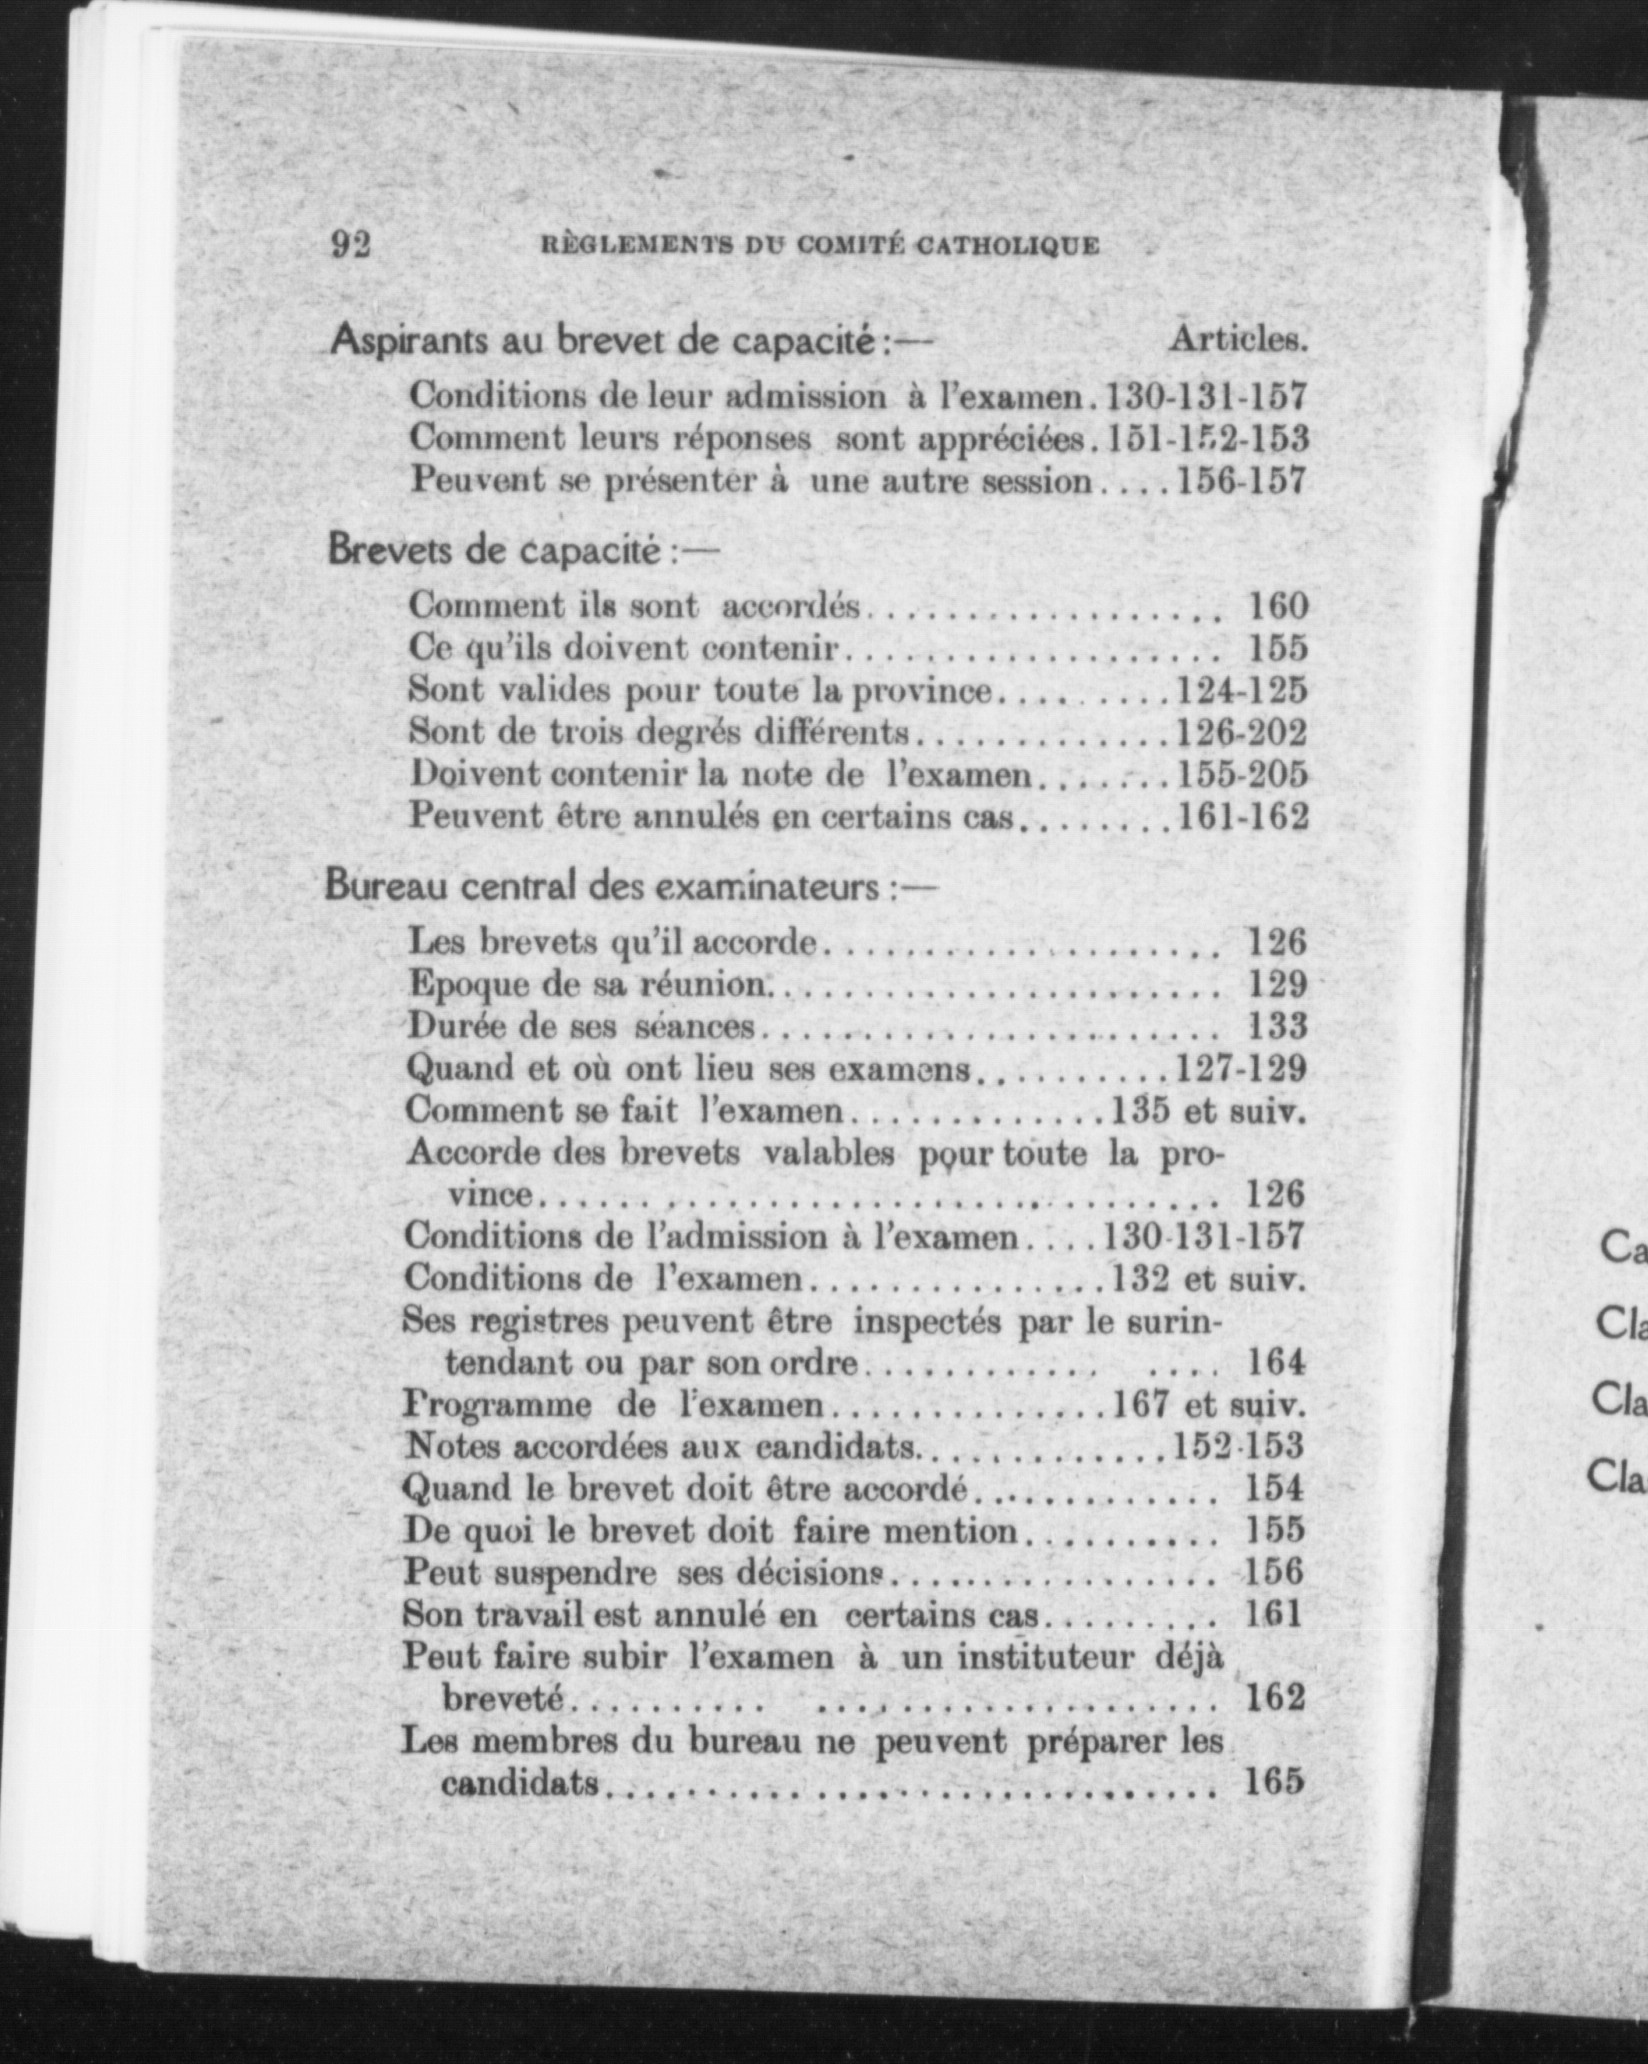 92 RÈGLEMENTS DU COMITÉ CATHOLIQUE
Aspirants au brevet de capacité :— Articles.
Conditions de leur admission à l'examen. 130-131-157
Comment leurs réponses sont appréciées. 151-152-153
Peuvent se présenter à une autre session.... 156-157
Brevets de capacité :—
Comment ils sont accordés.................. 160
Ce qu'ils doivent contenir................... 155
Sont valides pour toute la province......... 124-125
Sont de trois degrés différents............. 126-202
Doivent contenir la note de l'examen....... 155-205
Peuvent être annulés en certains cas........ 161-162
Bureau central des examinateurs :—
Les brevets qu'il accorde.................... 126
Epoque de sa réunion....................... 129
Durée de ses séances....................... 133
Quand et où ont lieu ses examens.......... 127-129
Comment se fait l'examen............. 135 et suiv.
Accorde des brevets valables pour toute la pro-
vince.................................. 126
Conditions de l'admission à l'examen.... 130-131-157
Conditions de l'examen............... 132 et suiv.
Ses registres peuvent être inspectés par le surin-
tendant ou par son ordre............ .... 164
Programme de l'examen.............. 167 et suiv.
Notes accordées aux candidats............. 152-153
Quand le brevet doit être accordé............. 154
De quoi le brevet doit faire mention.......... 155
Peut suspendre ses décisions................. 156
Son travail est annulé en certains cas......... 161
Peut faire subir l'examen à un instituteur déjà
breveté.......... .................... 162
Les membres du bureau ne peuvent préparer les
candidats............................... 165
Ca
Cla
Cla
Cla